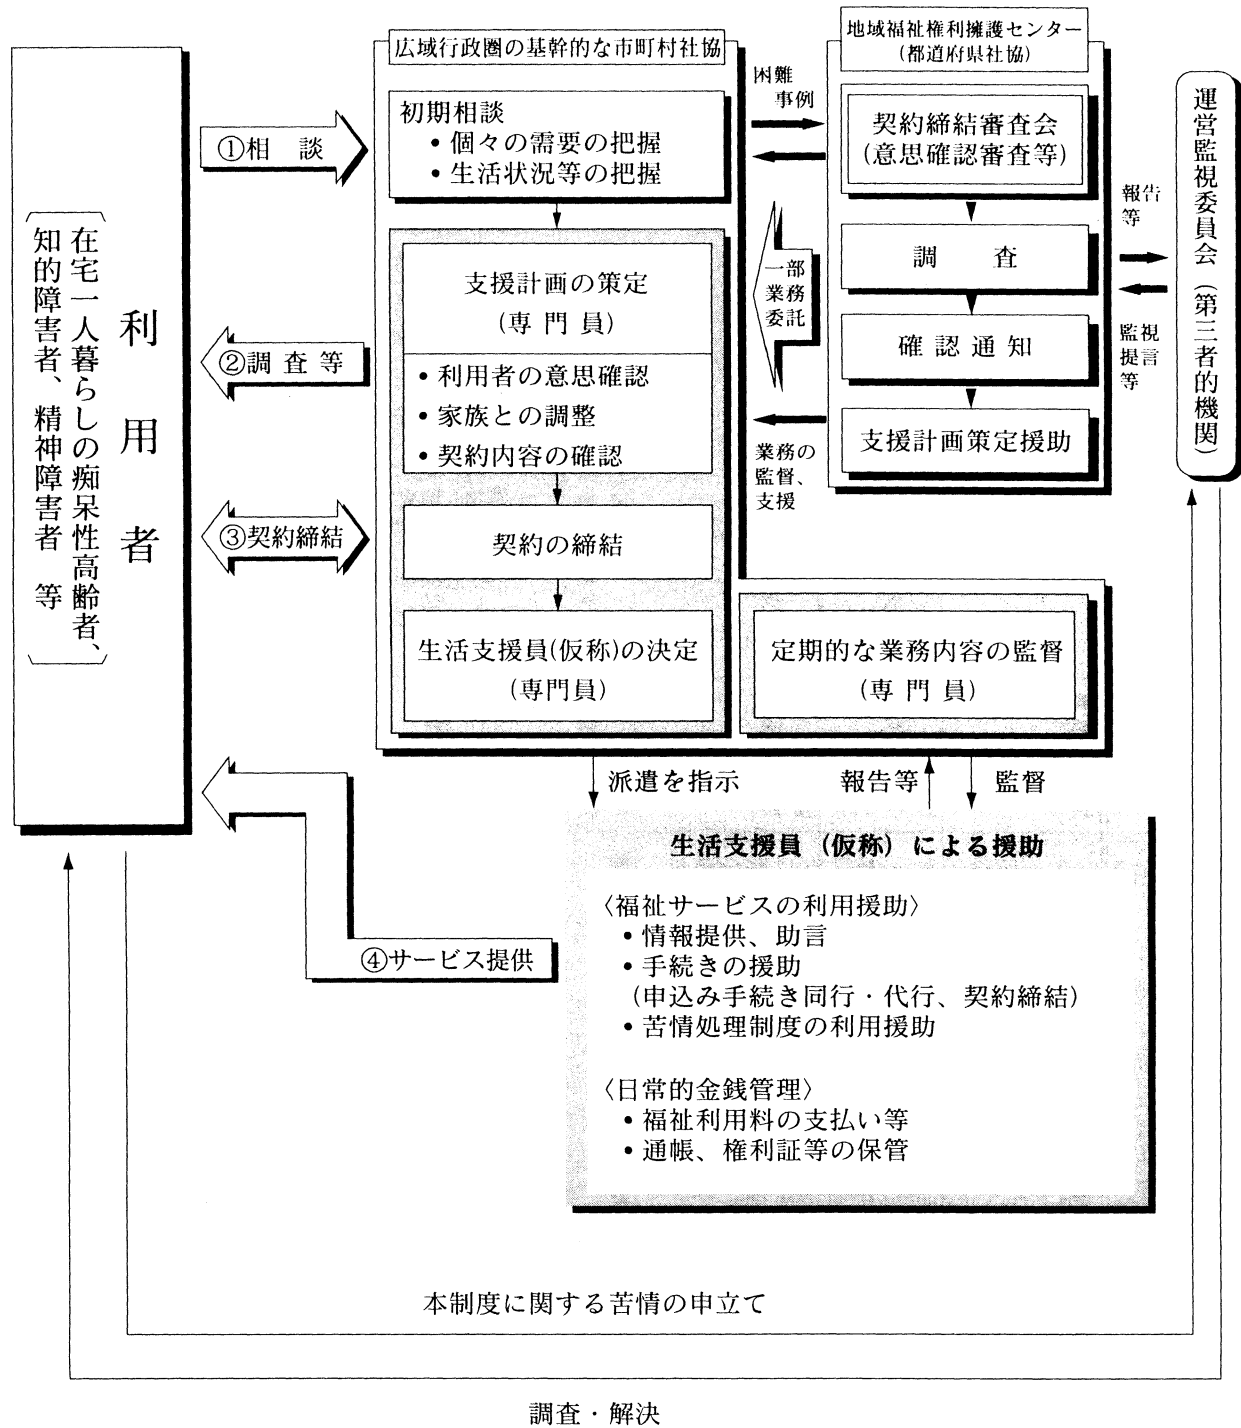 利用者
在宅一人暮らしの痴呆性高齢者、
知的障害者、精神障害者　等
①相　談
②調 査 等
③契約締結
④サービス提供
広域行政圏の基幹的な市町村社協
初期相談
・個々の需要の把握
・生活状況等の把握
支援計画の策定
(専 門 員)
・利用者の意思確認
・家族との調整
・契約内容の確認
契約の締結
生活支援員(仮称)の決定
(専門員)
定期的な業務内容の監督
(専 門 員)
困難
事例
一部
業務
委託
業務の
監督、
支援
地域福祉権利擁護センター
(都道府県社協)
契約締結審査会
(意思確認審査等)
調　　査
確 認 通 知
支援計画策定援助
報告
等
監視
提言
等
運営監視委員会（第三者的機関）
派遣を指示
報告等
監督
生活支援員（仮称）による援助
〈福祉サービスの利用援助〉
・情報提供、助言
・手続きの援助
（申込み手続き同行・代行、契約締結）
・苦情処理制度の利用援助
〈日常的金銭管理〉
・福祉利用料の支払い等
・通帳、権利証等の保管
本制度に関する苦情の申立て
調査・解決